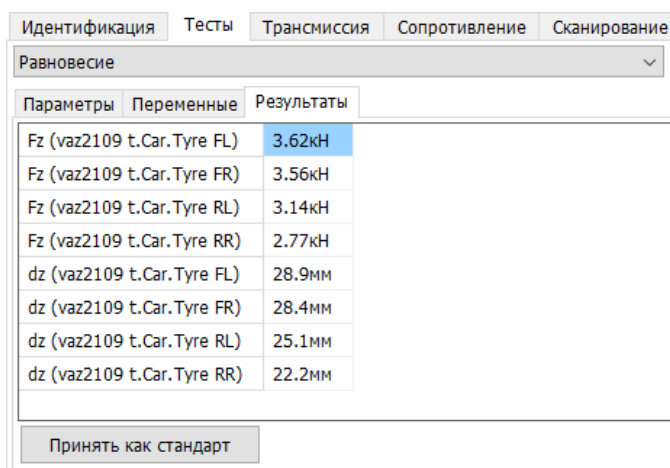 Идентификация Тесты Трансмиссия Сопротивление Сканирование
Равновесие
Параметры Переменные Результаты
Fz (vaz2109 t.Car.Tyre FL) 3.62кН
Fz (vaz2109 t.Car.Tyre FR) 3.56кН
Fz (vaz2109 t.Car.Tyre RL) 3.14кН
Fz (vaz2109 t.Car.Tyre RR) 2.77кН
dz (vaz2109 t.Car.Tyre FL) 28.9мм
dz (vaz2109 t.Car.Tyre FR) 28.4мм
dz (vaz2109 t.Car.Tyre RL) 25.1мм
dz (vaz2109 t.Car.Tyre RR) 22.2мм
Принять как стандарт